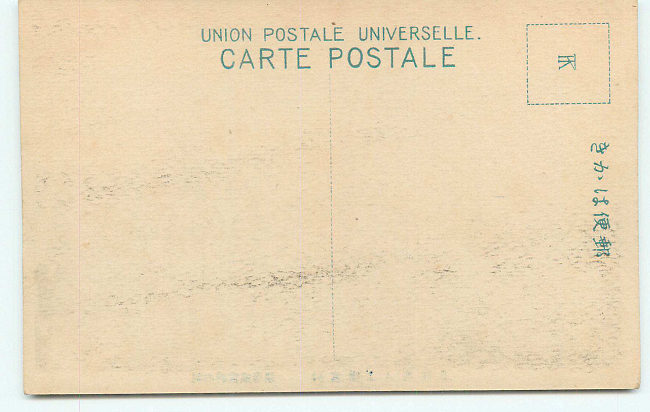 UNION POSTALE UNIVERSELLE.
CARTE POSTALE
郵便はかき